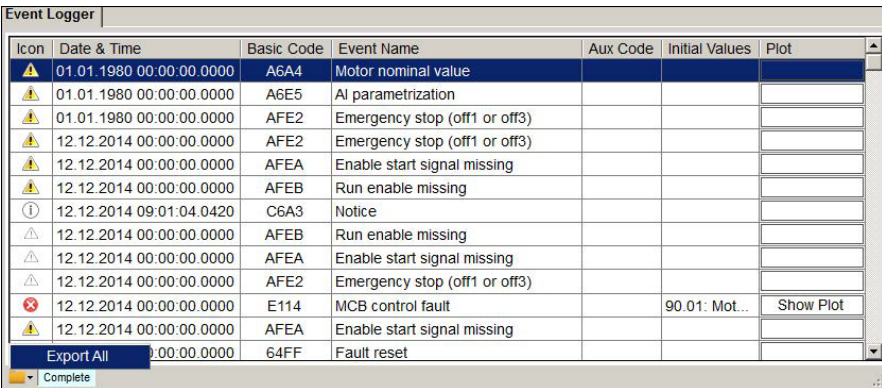 Event Logger
Icon Date & Time Basic Code Event Name Aux Code Initial Values Plot
01.01.1980 00:00:00.0000 A6A4 Motor nominal value
01.01.1980 00:00:00.0000 A6E5 AI parametrization
01.01.1980 00:00:00.0000 AFE2 Emergency stop (off1 or off3)
12.12.2014 00:00:00.0000 AFE2 Emergency stop (off1 or off3)
12.12.2014 00:00:00.0000 AFEA Enable start signal missing
12.12.2014 00:00:00.0000 AFEB Run enable missing
12.12.2014 09:01:04.0420 C6A3 Notice
12.12.2014 00:00:00.0000 AFEB Run enable missing
12.12.2014 00:00:00.0000 AFEA Enable start signal missing
12.12.2014 00:00:00.0000 AFE2 Emergency stop (off1 or off3)
12.12.2014 00:00:00.0000 E114 MCB control fault 90.01: Mot... Show Plot
12.12.2014 00:00:00.0000 AFEA Enable start signal missing
Export All :00:00.0000 64FF Fault reset
Complete